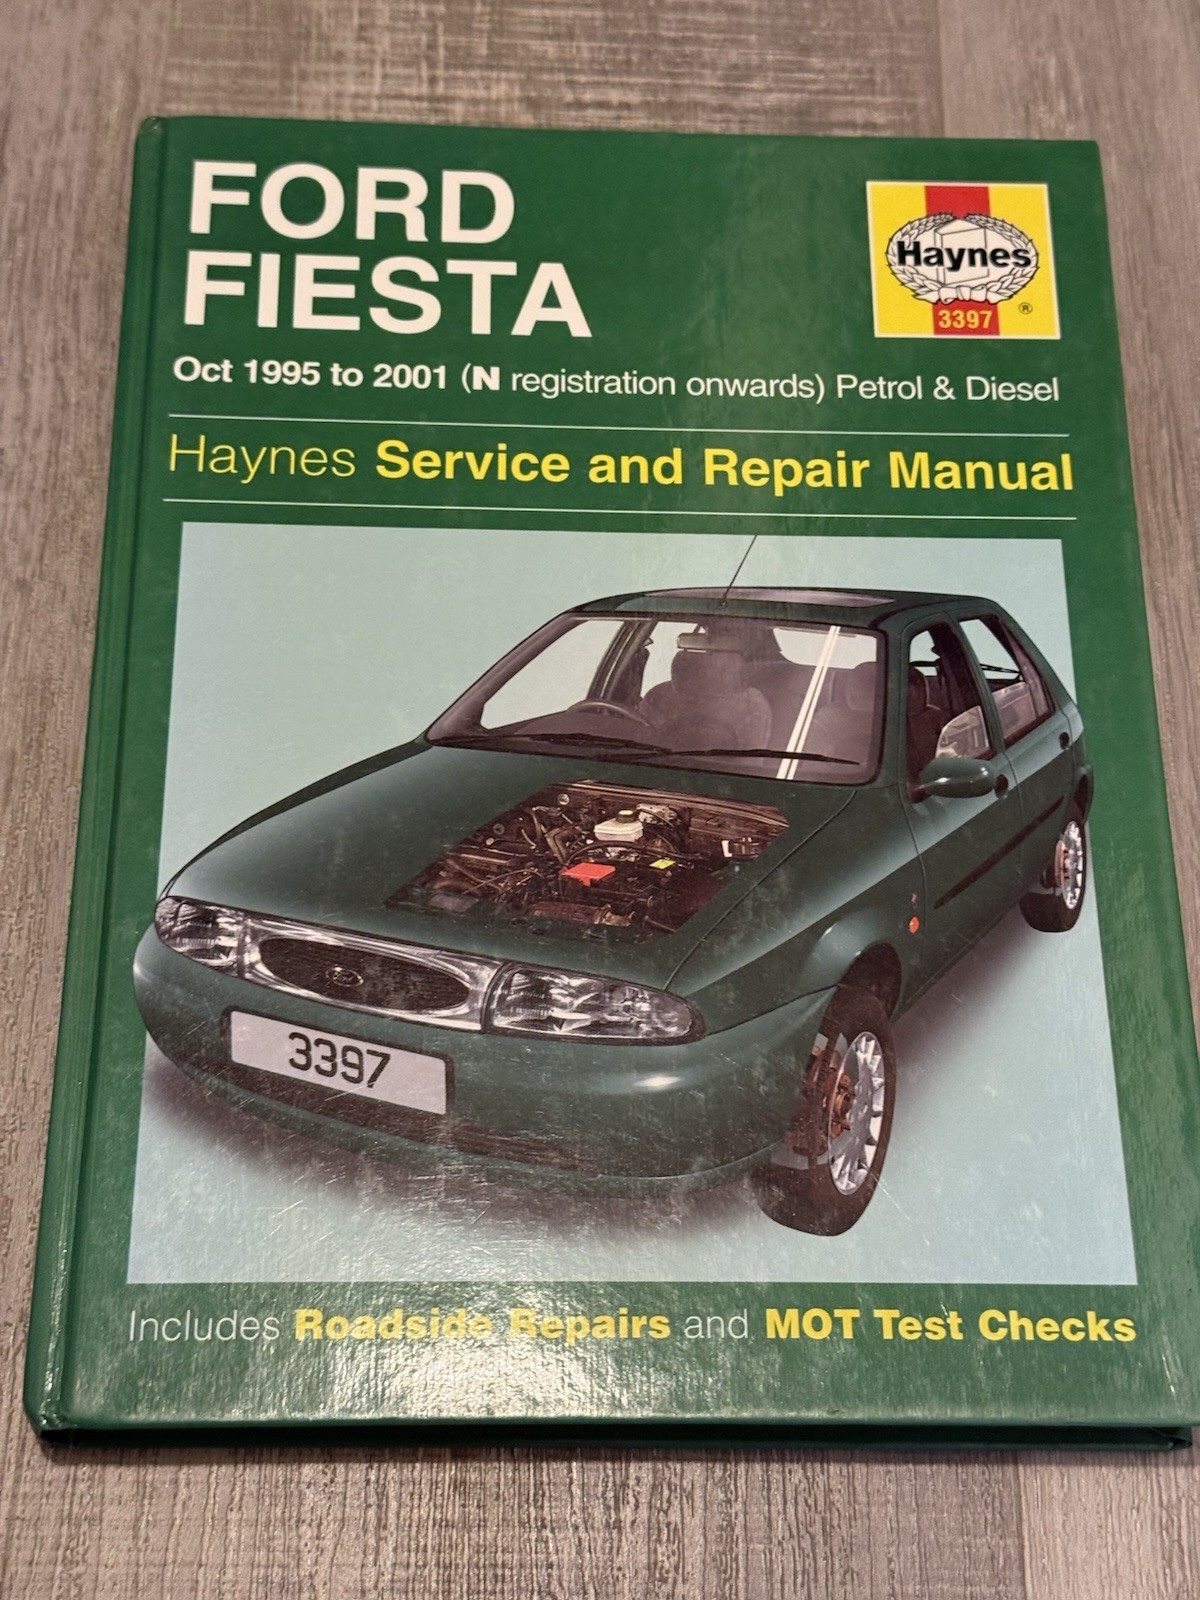 FORD
FIESTA
Haynes
®
3397
Oct 1995 to 2001 (N registration onwards) Petrol & Diesel
Haynes Service and Repair Manual
3397
Includes Roadside Repairs and MOT Test Checks